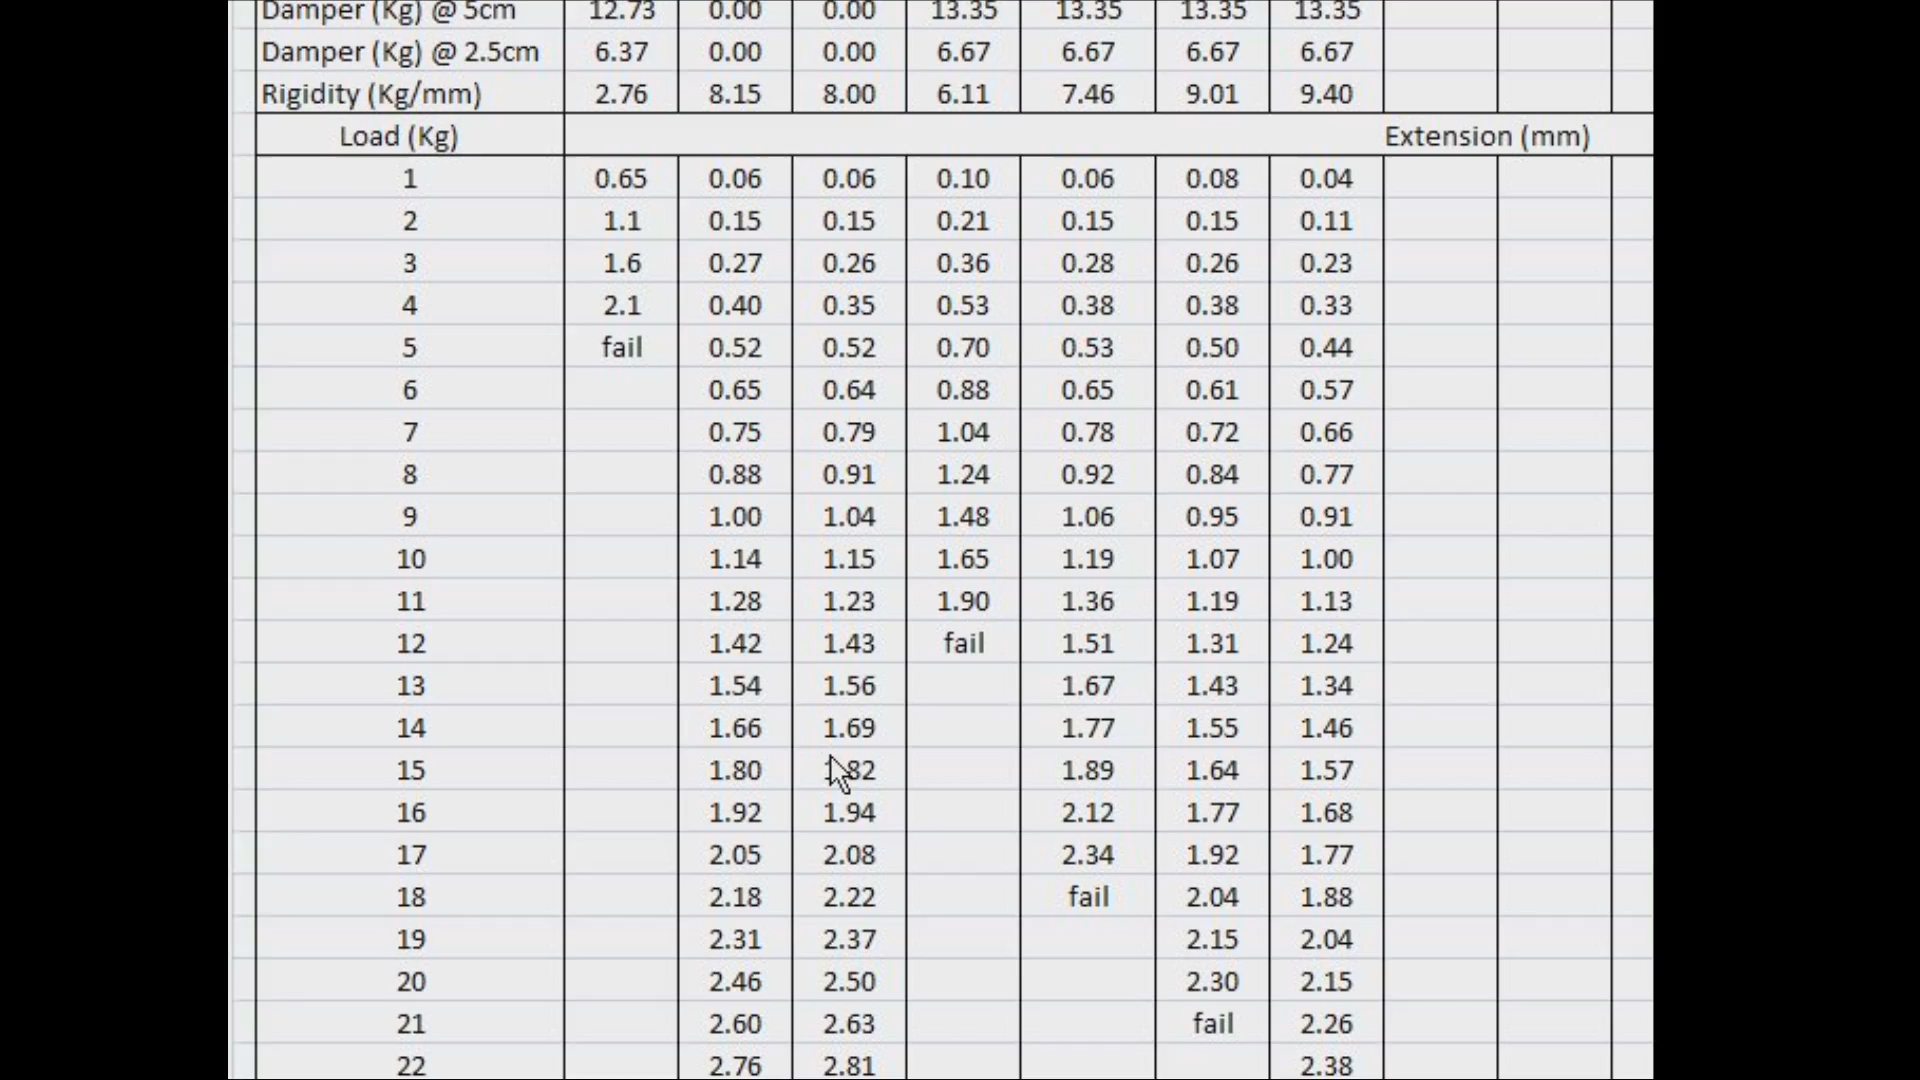 Damper (Kg) @ 5cm 12.73 0.00 0.00 13.35 13.35 13.35 13.35
Damper (Kg) @ 2.5cm 6.37 0.00 0.00 6.67 6.67 6.67 6.67
Rigidity (Kg/mm) 2.76 8.15 8.00 6.11 7.46 9.01 9.40
Load (Kg) Extension (mm)
1 0.65 0.06 0.06 0.10 0.06 0.08 0.04
2 1.1 0.15 0.15 0.21 0.15 0.15 0.11
3 1.6 0.27 0.26 0.36 0.28 0.26 0.23
4 2.1 0.40 0.35 0.53 0.38 0.38 0.33
5 fail 0.52 0.52 0.70 0.53 0.50 0.44
6 0.65 0.64 0.88 0.65 0.61 0.57
7 0.75 0.79 1.04 0.78 0.72 0.66
8 0.88 0.91 1.24 0.92 0.84 0.77
9 1.00 1.04 1.48 1.06 0.95 0.91
10 1.14 1.15 1.65 1.19 1.07 1.00
11 1.28 1.23 1.90 1.36 1.19 1.13
12 1.42 1.43 fail 1.51 1.31 1.24
13 1.54 1.56 1.67 1.43 1.34
14 1.66 1.69 1.77 1.55 1.46
15 1.80 1.89 1.64 1.57
16 1.92 1.94 2.12 1.77 1.68
17 2.05 2.08 2.34 1.92 1.77
18 2.18 2.22 fail 2.04 1.88
19 2.31 2.37 2.15 2.04
20 2.46 2.50 2.30 2.15
21 2.60 2.63 fail 2.26
22 2.76 2.81 2.38